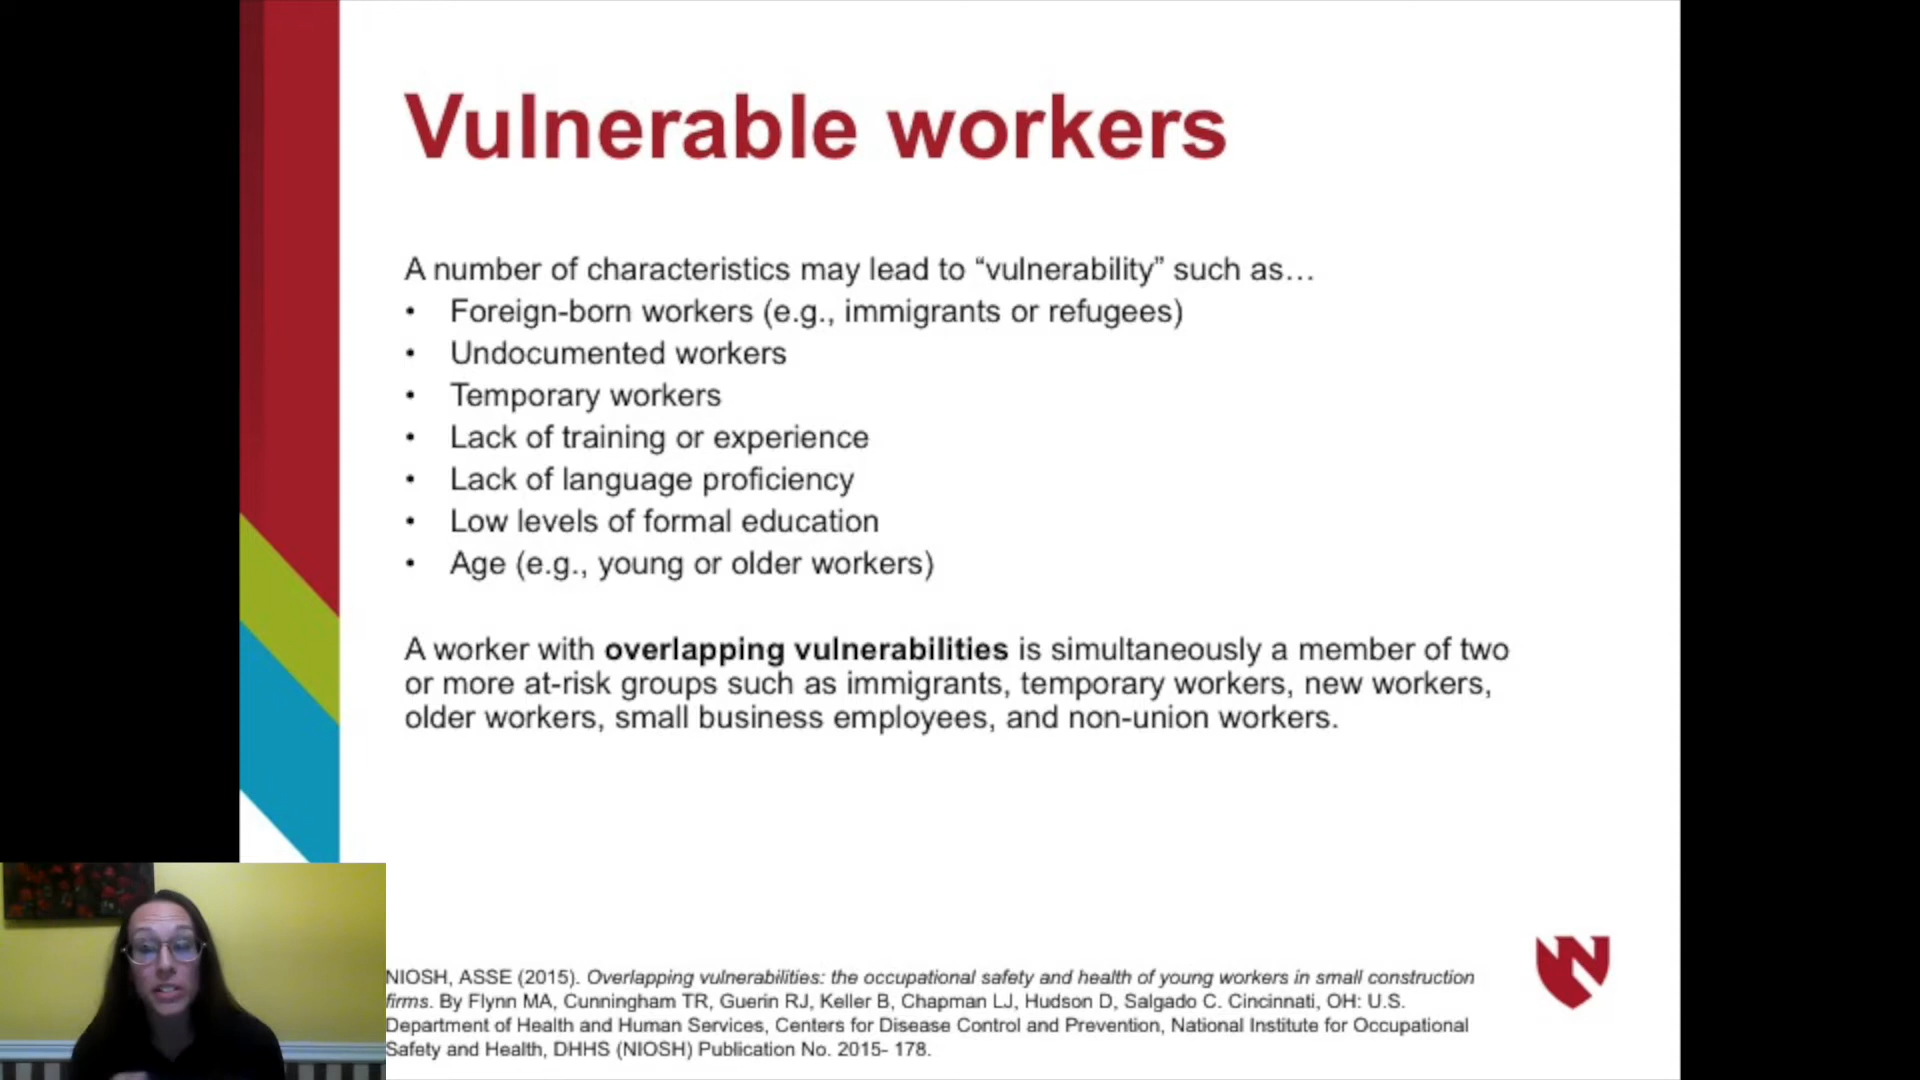 Vulnerable workers
A number of characteristics may lead to “vulnerability” such as…
• Foreign-born workers (e.g., immigrants or refugees)
• Undocumented workers
• Temporary workers
• Lack of training or experience
• Lack of language proficiency
• Low levels of formal education
• Age (e.g., young or older workers)
A worker with overlapping vulnerabilities is simultaneously a member of two
or more at-risk groups such as immigrants, temporary workers, new workers,
older workers, small business employees, and non-union workers.
NIOSH, ASSE (2015). Overlapping vulnerabilities: the occupational safety and health of young workers in small construction
firms. By Flynn MA, Cunningham TR, Guerin RJ, Keller B, Chapman LJ, Hudson D, Salgado C. Cincinnati, OH: U.S.
Department of Health and Human Services, Centers for Disease Control and Prevention, National Institute for Occupational
Safety and Health, DHHS (NIOSH) Publication No. 2015- 178.
N